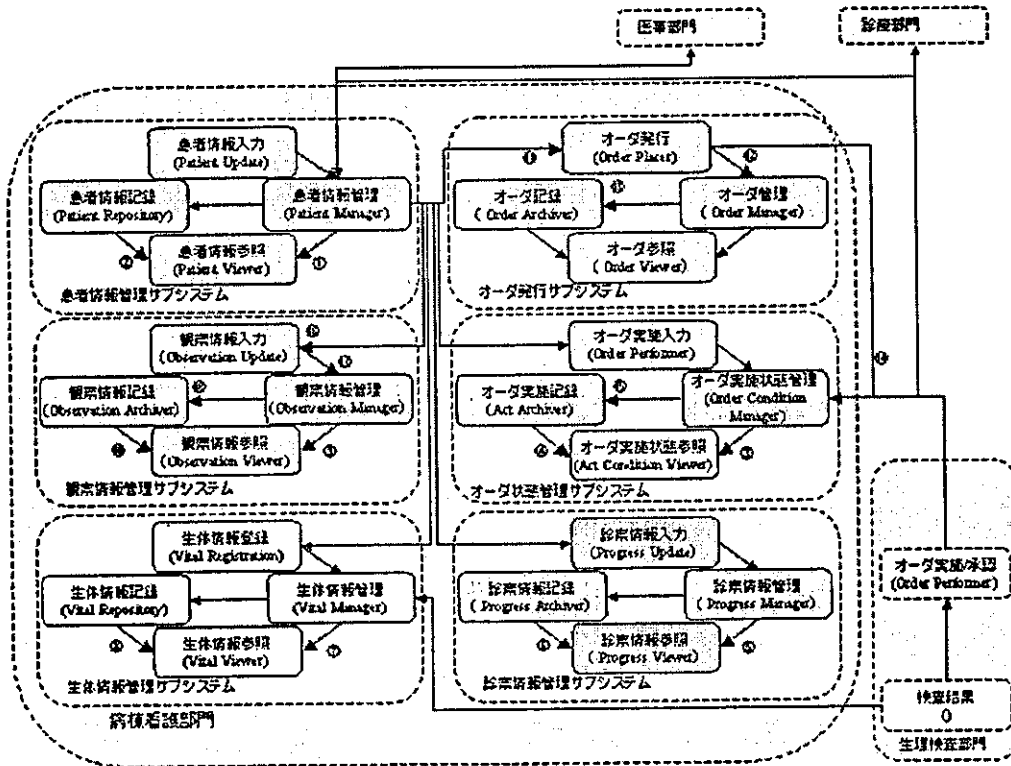 医事部門
診療部門
患者情報入力
(Patient Update)
患者情報記録
(Patient Repository)
患者情報管理
(Patient Manager)
患者情報参照
(Patient Viewer)
②
①
患者情報管理サブシステム
オーダ発行
(Order Placer)
オーダ記録
( Order Archiver)
オーダ管理
( Order Manager)
オーダ参照
( Order Viewer)
オーダ発行サブシステム
観察情報入力
(Observation Update)
観察情報記録
(Observation Archiver)
観察情報管理
(Observation Manager)
観察情報参照
(Observation Viewer)
観察情報管理サブシステム
オーダ実施入力
(Order Performer)
オーダ実施記録
(Act Archiver)
オーダ実施状態管理
(Order Condition
Manager)
オーダ実施状態参照
(Act Condition Viewer)
④
③
オーダ状態管理サブシステム
生体情報登録
(Vital Registration)
生体情報記録
(Vital Repository)
生体情報管理
(Vital Manager)
生体情報参照
(Vital Viewer)
⑧
⑦
生体情報管理サブシステム
診察情報入力
(Progress Update)
診察情報記録
( Progress Archiver)
診察情報管理
( Progress Manager)
診察情報参照
( Progress Viewer)
⑥
⑤
診察情報管理サブシステム
病棟看護部門
オーダ実施/承認
(Order Performer)
検査結果
()
生理検査部門